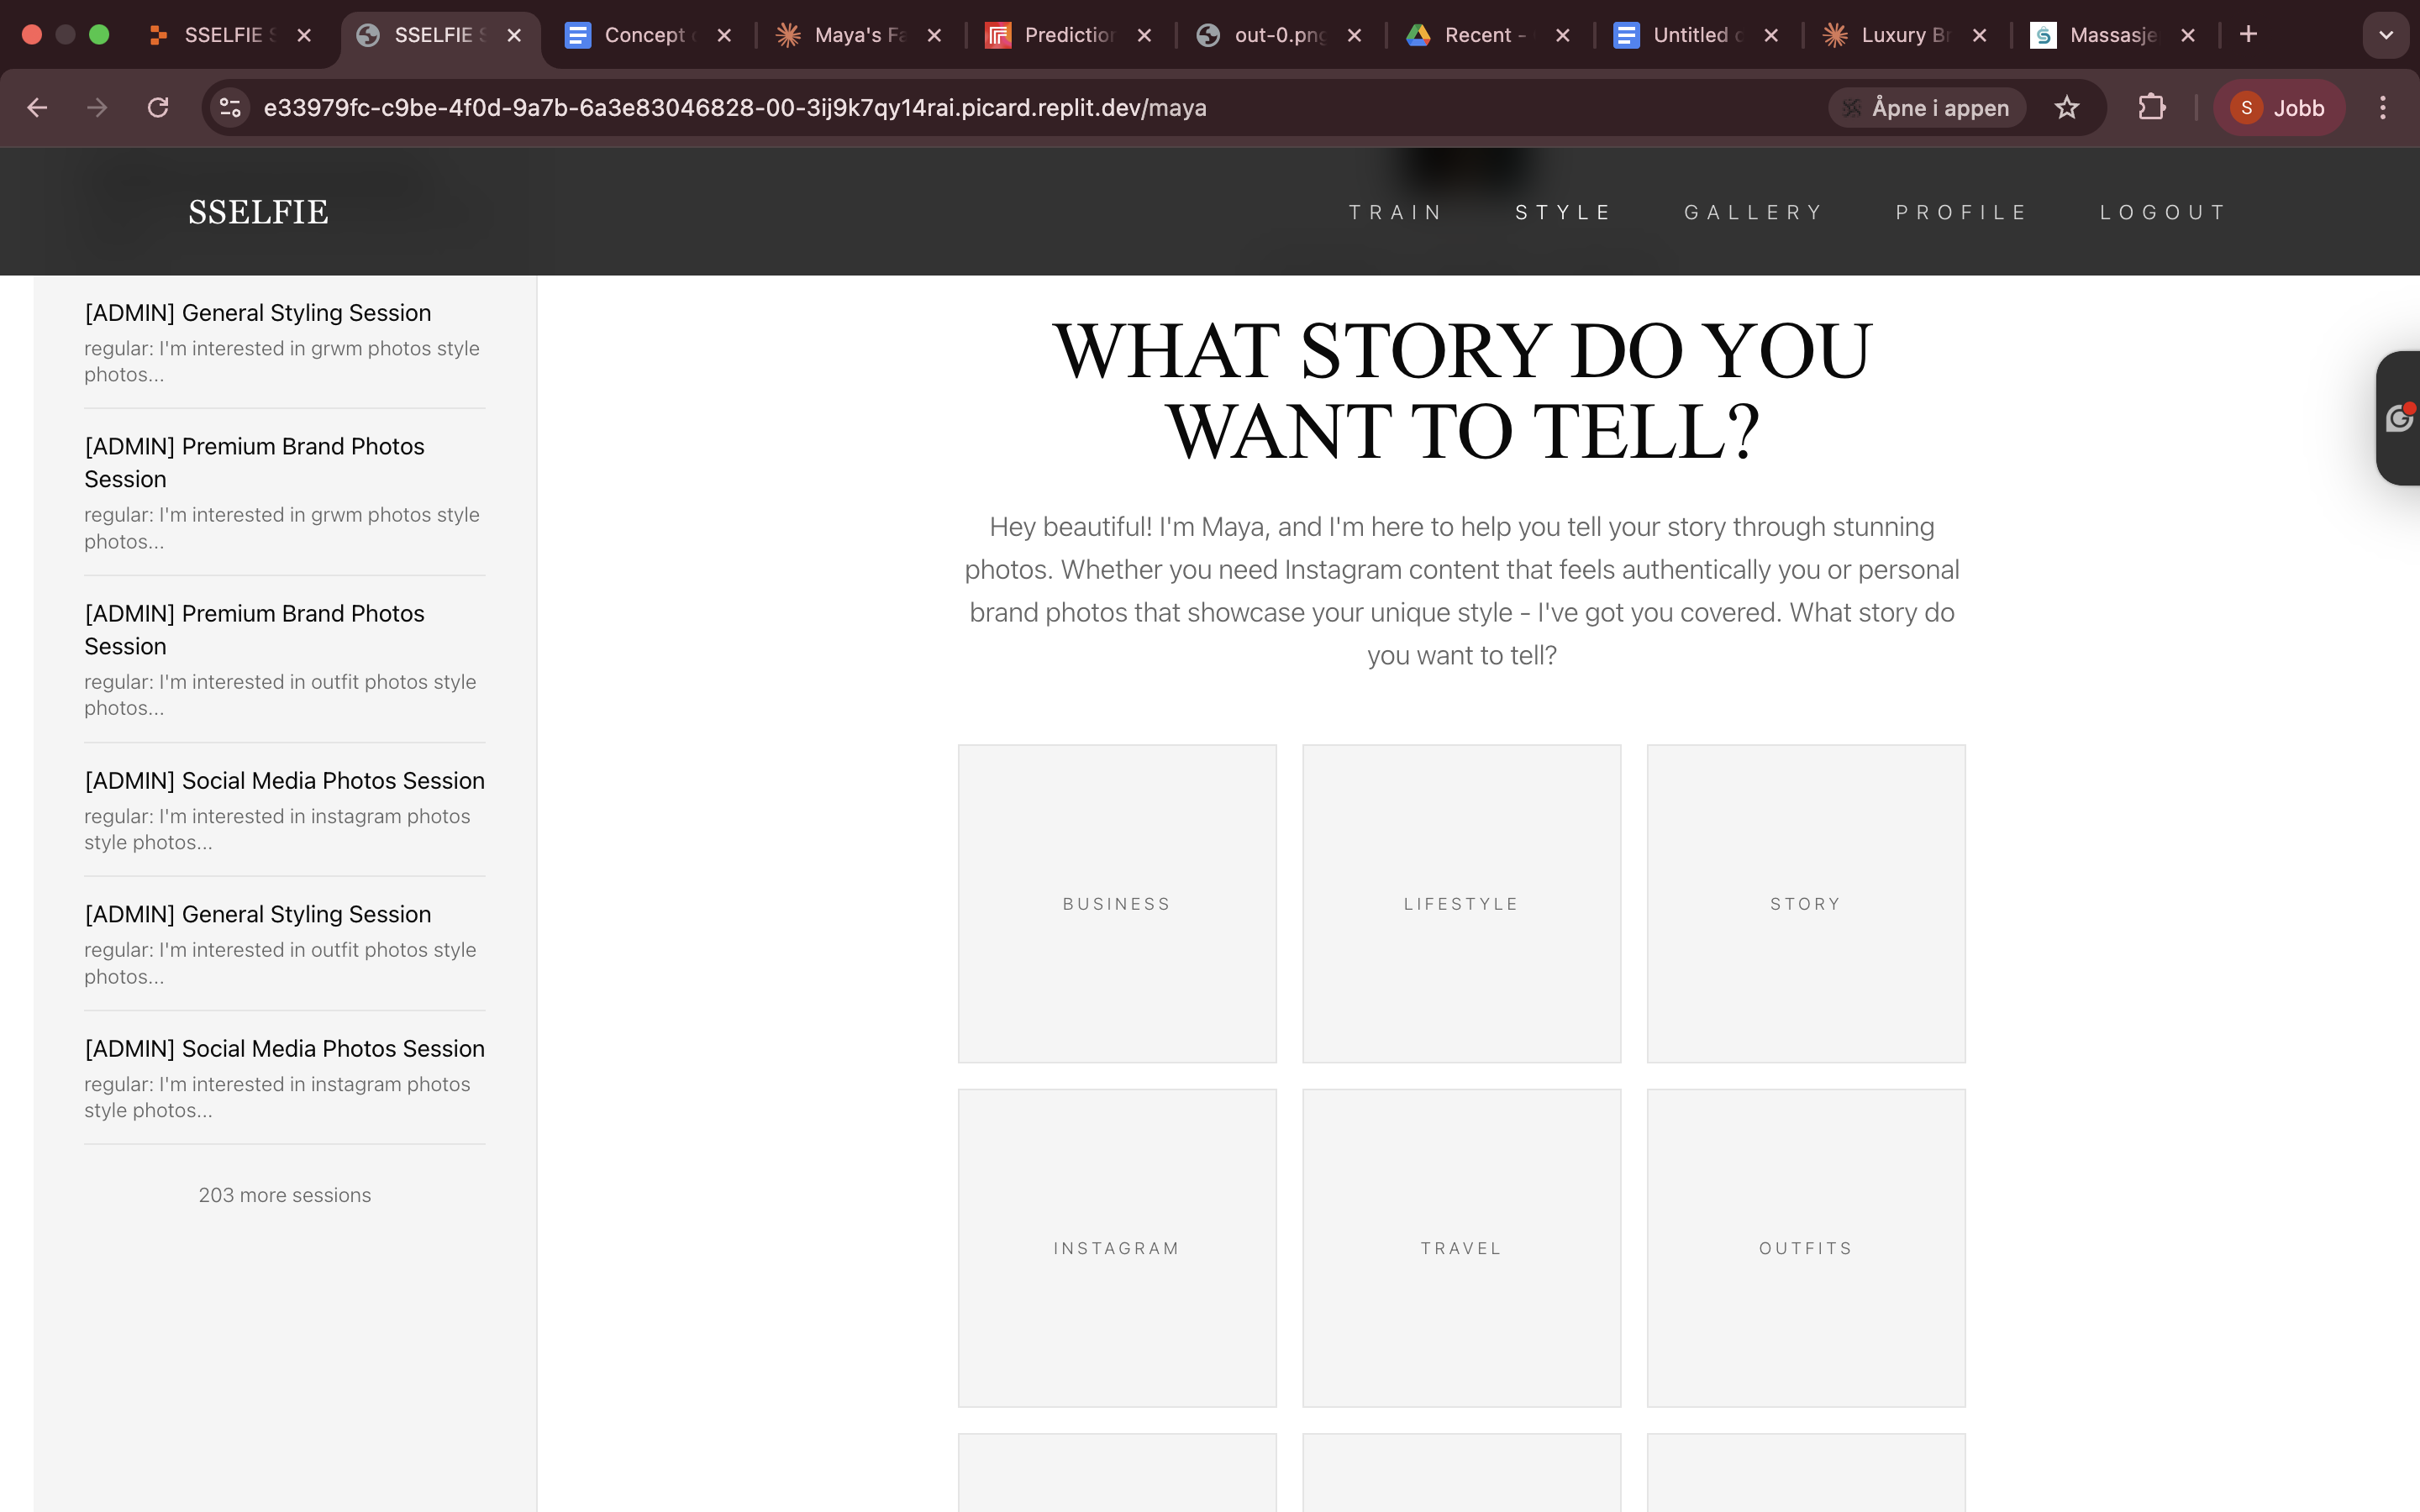 SSELFIE S
SSELFIE S
Concept
Maya's Fa
Prediction
out-0.png
Recent -
Untitled
Luxury Br
Massasje
e33979fc-c9be-4f0d-9a7b-6a3e83046828-00-3ij9k7qy14rai.picard.replit.dev/maya
Åpne i appen
S
Jobb
SSELFIE
TRAIN
STYLE
GALLERY
PROFILE
LOGOUT
[ADMIN] General Styling Session
regular: I'm interested in grwm photos style
photos...
[ADMIN] Premium Brand Photos
Session
regular: I'm interested in grwm photos style
photos...
[ADMIN] Premium Brand Photos
Session
regular: I'm interested in outfit photos style
photos...
[ADMIN] Social Media Photos Session
regular: I'm interested in instagram photos
style photos...
[ADMIN] General Styling Session
regular: I'm interested in outfit photos style
photos...
[ADMIN] Social Media Photos Session
regular: I'm interested in instagram photos
style photos...
203 more sessions
WHAT STORY DO YOU
WANT TO TELL?
Hey beautiful! I'm Maya, and I'm here to help you tell your story through stunning
photos. Whether you need Instagram content that feels authentically you or personal
brand photos that showcase your unique style - I've got you covered. What story do
you want to tell?
BUSINESS
LIFESTYLE
STORY
INSTAGRAM
TRAVEL
OUTFITS